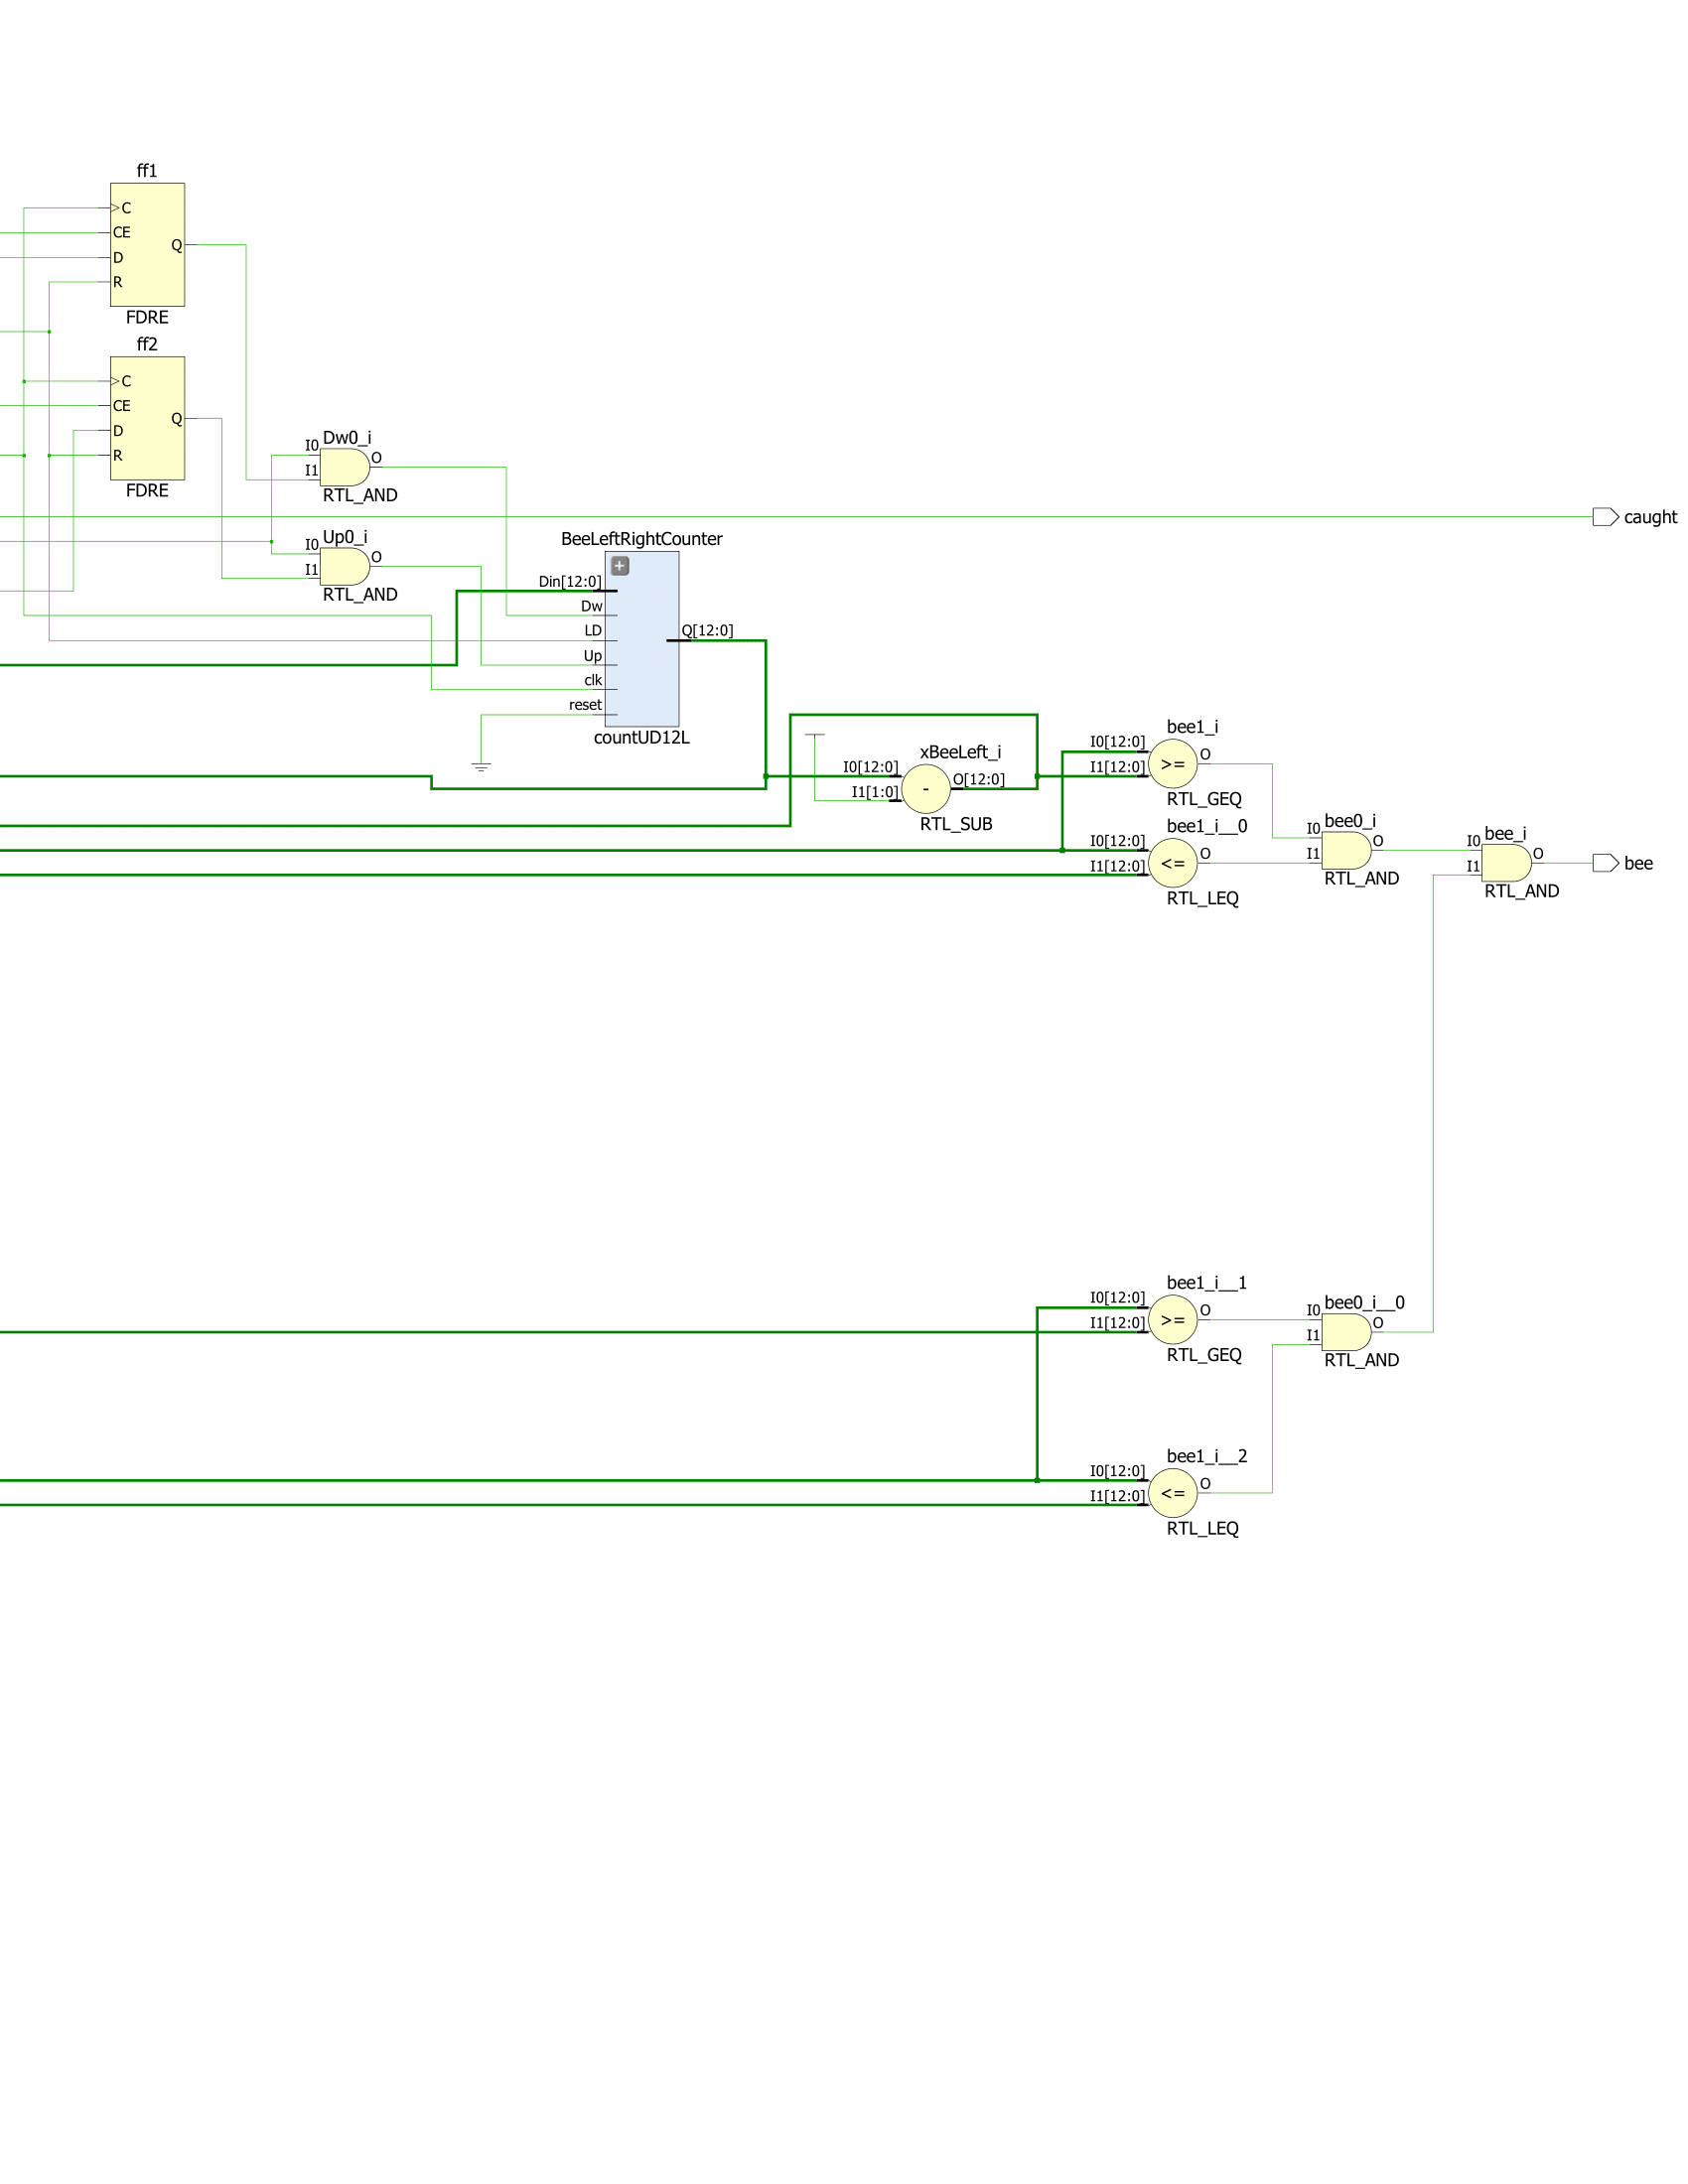 ff1
C
CE
D
R
Q
FDRE
ff2
C
CE
D
R
Q
FDRE
Dw0_i
I0
I1
O
RTL_AND
caught
Up0_i
I0
I1
O
RTL_AND
BeeLeftRightCounter
+
Din[12:0]
Dw
LD
Up
clk
reset
Q[12:0]
countUD12L
xBeeLeft_i
I0[12:0]
I1[1:0]
-
O[12:0]
RTL_SUB
bee1_i
I0[12:0]
I1[12:0]
>=
O
RTL_GEQ
bee1_i__0
I0[12:0]
I1[12:0]
<=
O
RTL_LEQ
bee0_i
I0
I1
O
RTL_AND
bee_i
I0
I1
O
RTL_AND
bee
bee1_i__1
I0[12:0]
I1[12:0]
>=
O
RTL_GEQ
bee0_i__0
I0
I1
O
RTL_AND
bee1_i__2
I0[12:0]
I1[12:0]
<=
O
RTL_LEQ